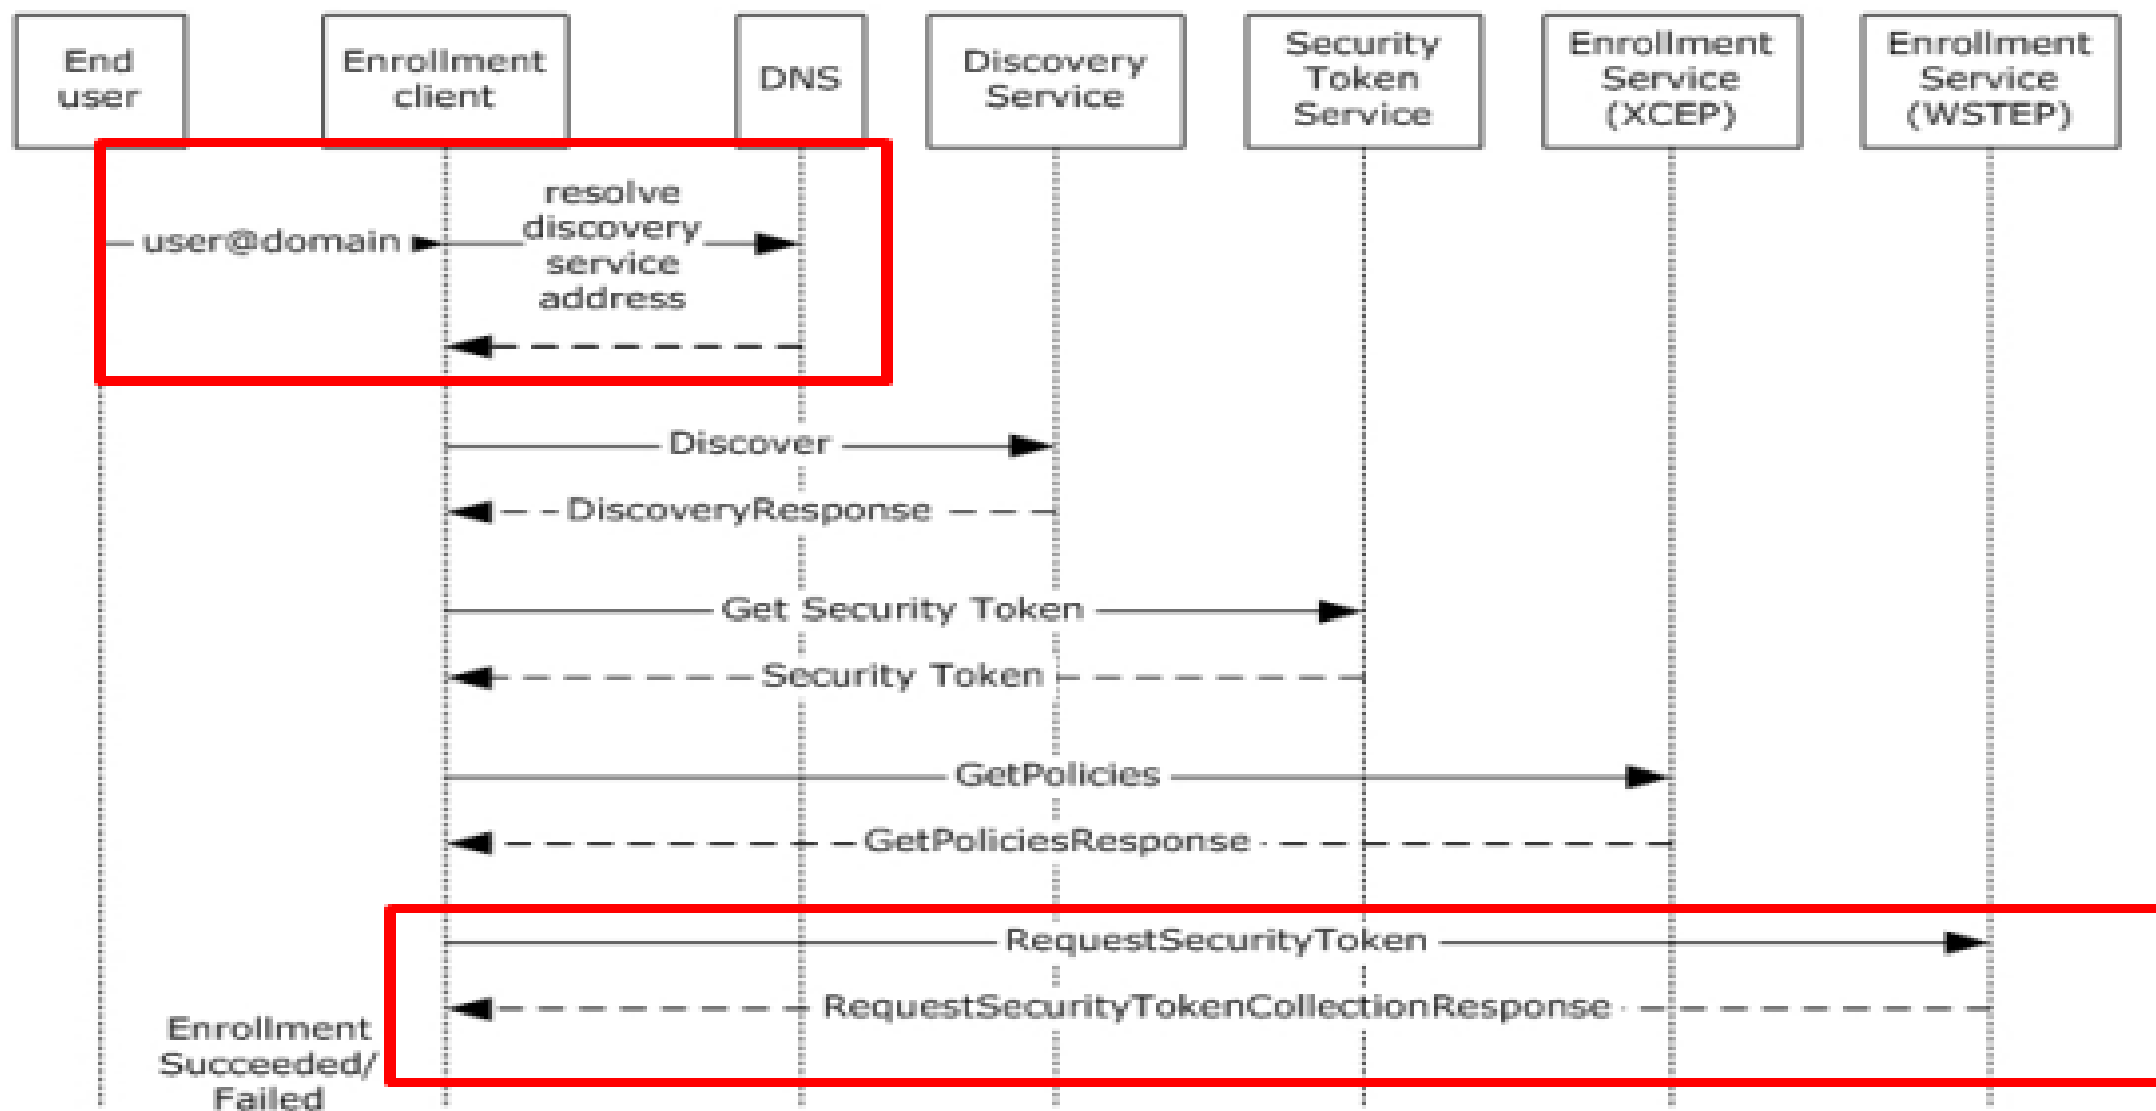 End
user
Enrollment
client
DNS
Discovery
Service
Security
Token
Service
Enrollment
Service
(XCEP)
Enrollment
Service
(WSTEP)
user@domain
resolve
discovery
service
address
Discover
DiscoveryResponse
Get Security Token
Security Token
GetPolicies
GetPoliciesResponse
RequestSecurityToken
RequestSecurityTokenCollectionResponse
Enrollment
Succeeded/
Failed